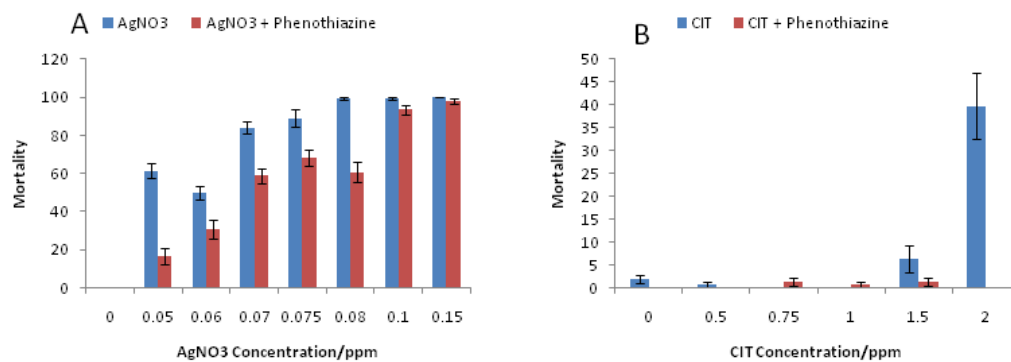 A
AgNO3 AgNO3 + Phenothiazine
120
100
80
60
40
20
0
Mortality
0 0.05 0.06 0.07 0.075 0.08 0.1 0.15
AgNO3 Concentration/ppm
B
CIT CIT + Phenothiazine
50
45
40
35
30
25
20
15
10
5
0
Mortality
0 0.5 0.75 1 1.5 2
CIT Concentration/ppm